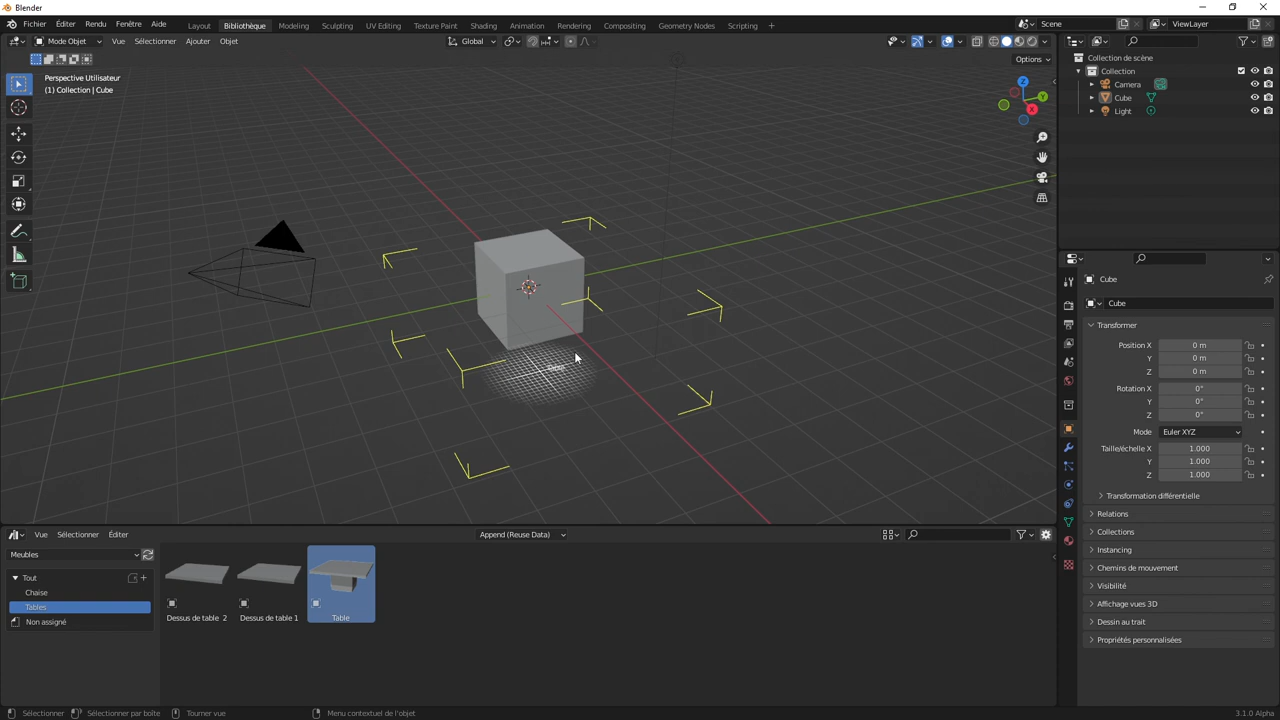 Blender
Fichier Éditer Rendu Fenêtre Aide Layout Bibliothèque Modeling Sculpting UV Editing Texture Paint Shading Animation Rendering Compositing Geometry Nodes Scripting + Scene ViewLayer
Mode Objet Vue Sélectionner Ajouter Objet Global
Options
Perspective Utilisateur
(1) Collection | Cube
Z
Y
X
Table
Collection de scène
Collection
Camera
Cube
Light
Cube
Cube
Transformer
Position X 0 m
Y 0 m
Z 0 m
Rotation X 0°
Y 0°
Z 0°
Mode Euler XYZ
Taille/échelle X 1.000
Y 1.000
Z 1.000
Transformation différentielle
Relations
Collections
Instancing
Chemins de mouvement
Visibilité
Affichage vues 3D
Dessin au trait
Propriétés personnalisées
Vue Sélectionner Éditer Append (Reuse Data)
Meubles
Tout
Chaise
Tables
Non assigné
Dessus de table 2 Dessus de table 1 Table
Sélectionner Sélectionner par boîte Tourner vue Menu contextuel de l'objet 3.1.0 Alpha